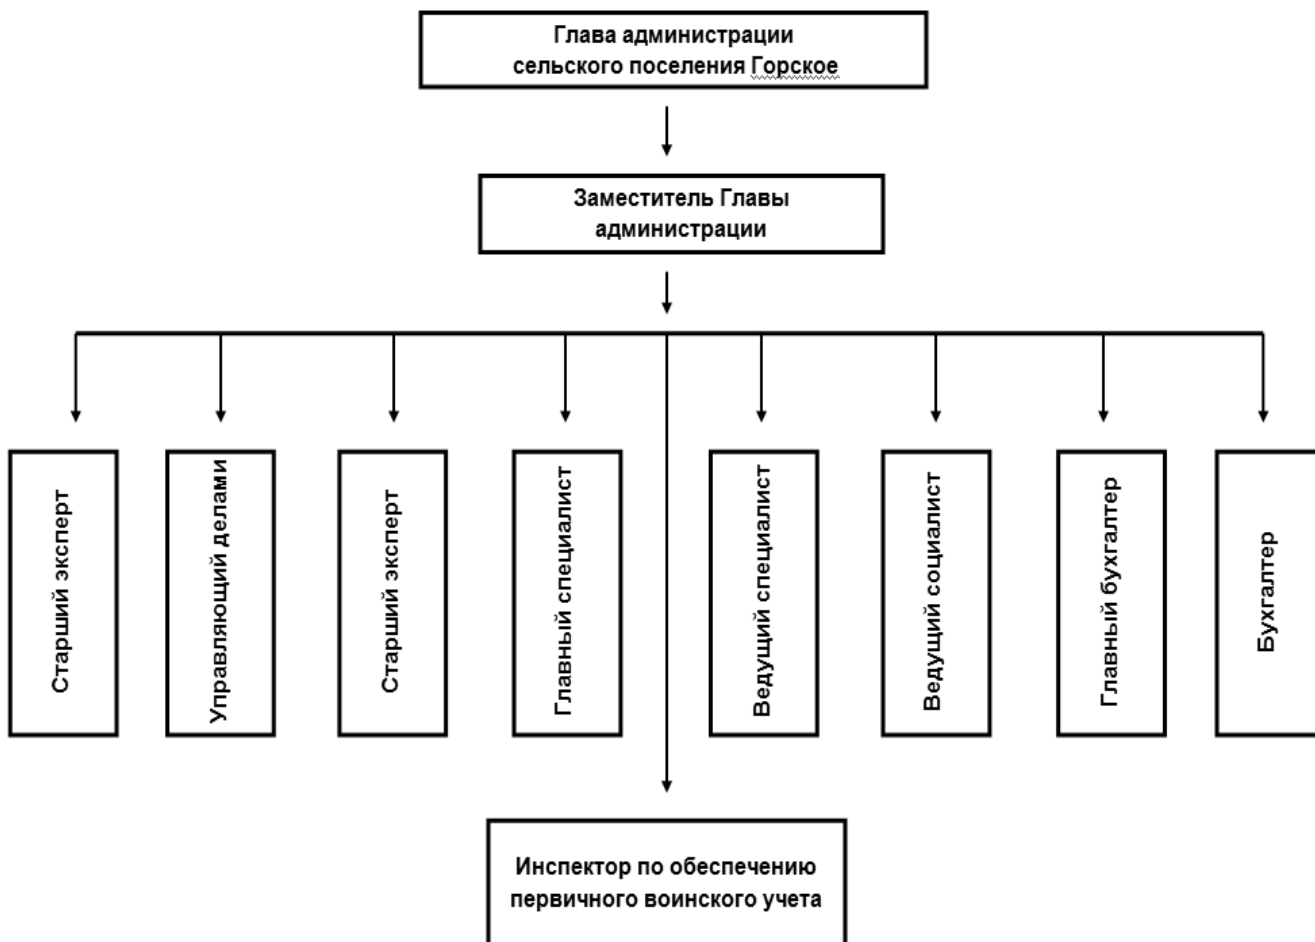 Глава администрации
сельского поселения Горское
Заместитель Главы
администрации
Старший эксперт
Управляющий делами
Старший эксперт
Главный специалист
Ведущий специалист
Ведущий социалист
Главный бухгалтер
Бухгалтер
Инспектор по обеспечению
первичного воинского учета